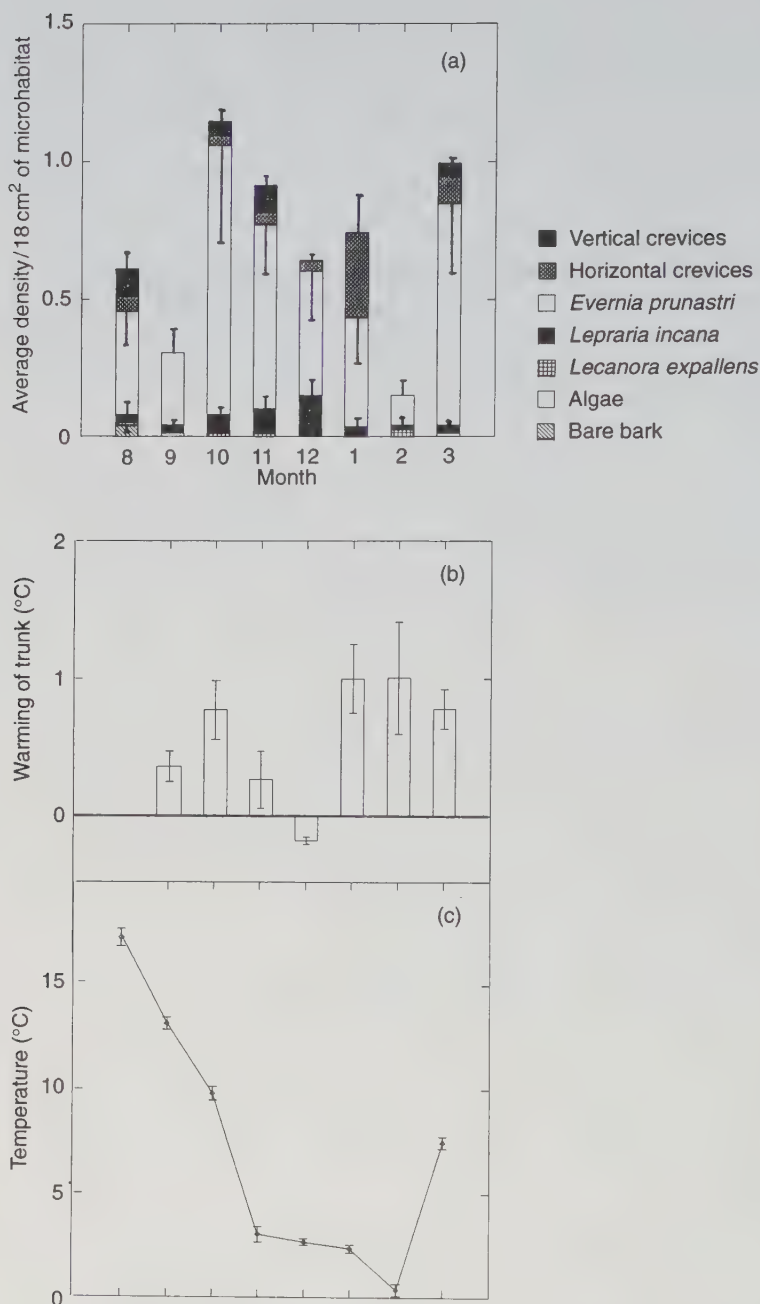 1.5
(a)
1.0
0.5
0
Average density/18 cm² of microhabitat
8 9 10 11 12 1 2 3
Month
Vertical crevices
Horizontal crevices
Evernia prunastri
Lepraria incana
Lecanora expallens
Algae
Bare bark
2
(b)
1
0
Warming of trunk (°C)
(c)
15
10
5
0
Temperature (°C)